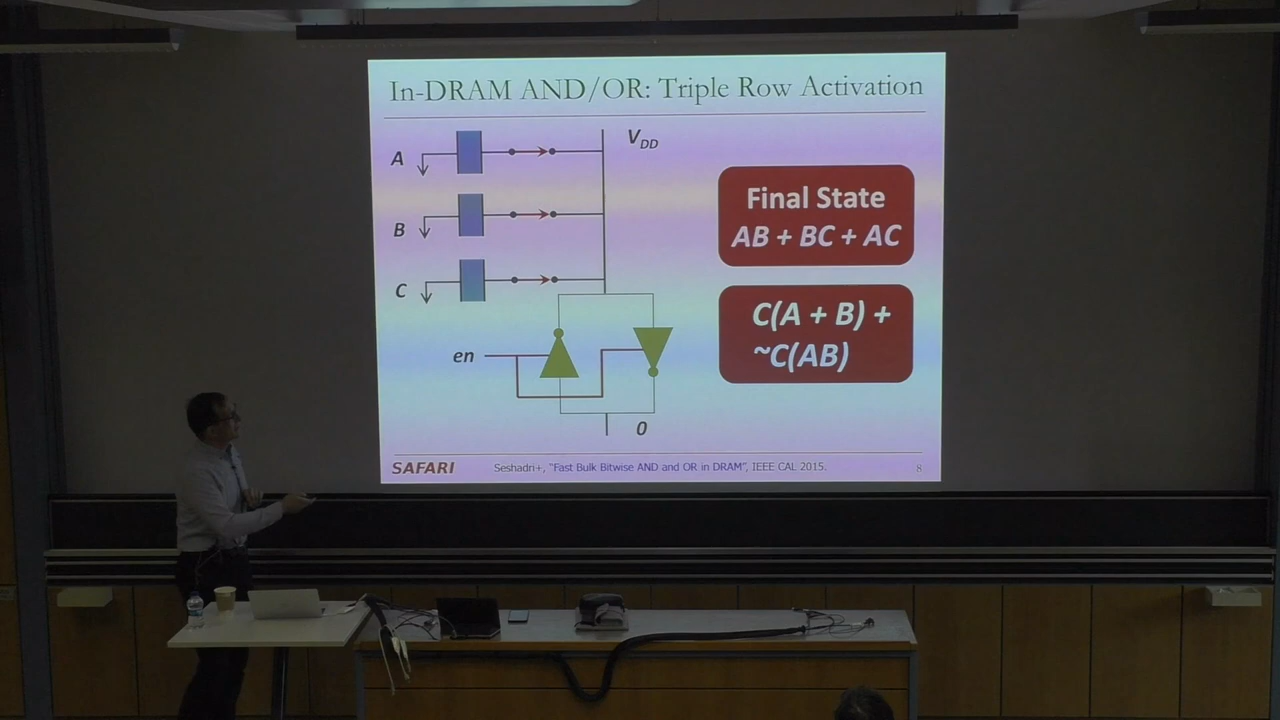 In-DRAM AND/OR: Triple Row Activation
V_DD
A
B
C
en
0
Final State
AB + BC + AC
C(A + B) +
~C(AB)
SAFARI
Seshadri+, "Fast Bulk Bitwise AND and OR in DRAM", IEEE CAL 2015.
8